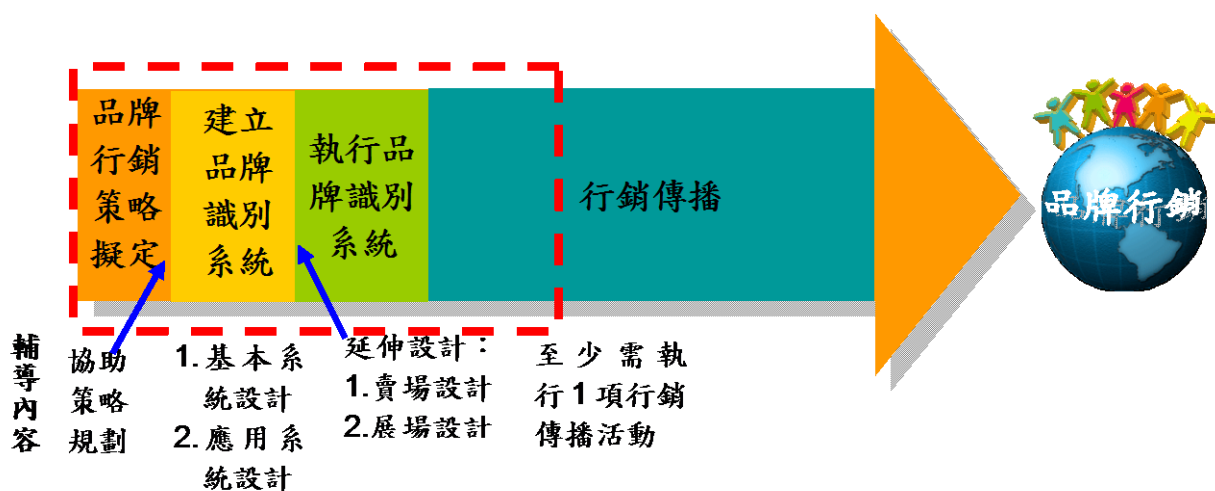 品牌
行銷
策略
擬定
建立
品牌
識別
系統
執行品
牌識別
系統
行銷傳播
品牌行銷
輔
導
內
容
協助
策略
規劃
1.基本系
統設計
2.應用系
統設計
延伸設計：
1.賣場設計
2.展場設計
至少需執
行1項行銷
傳播活動